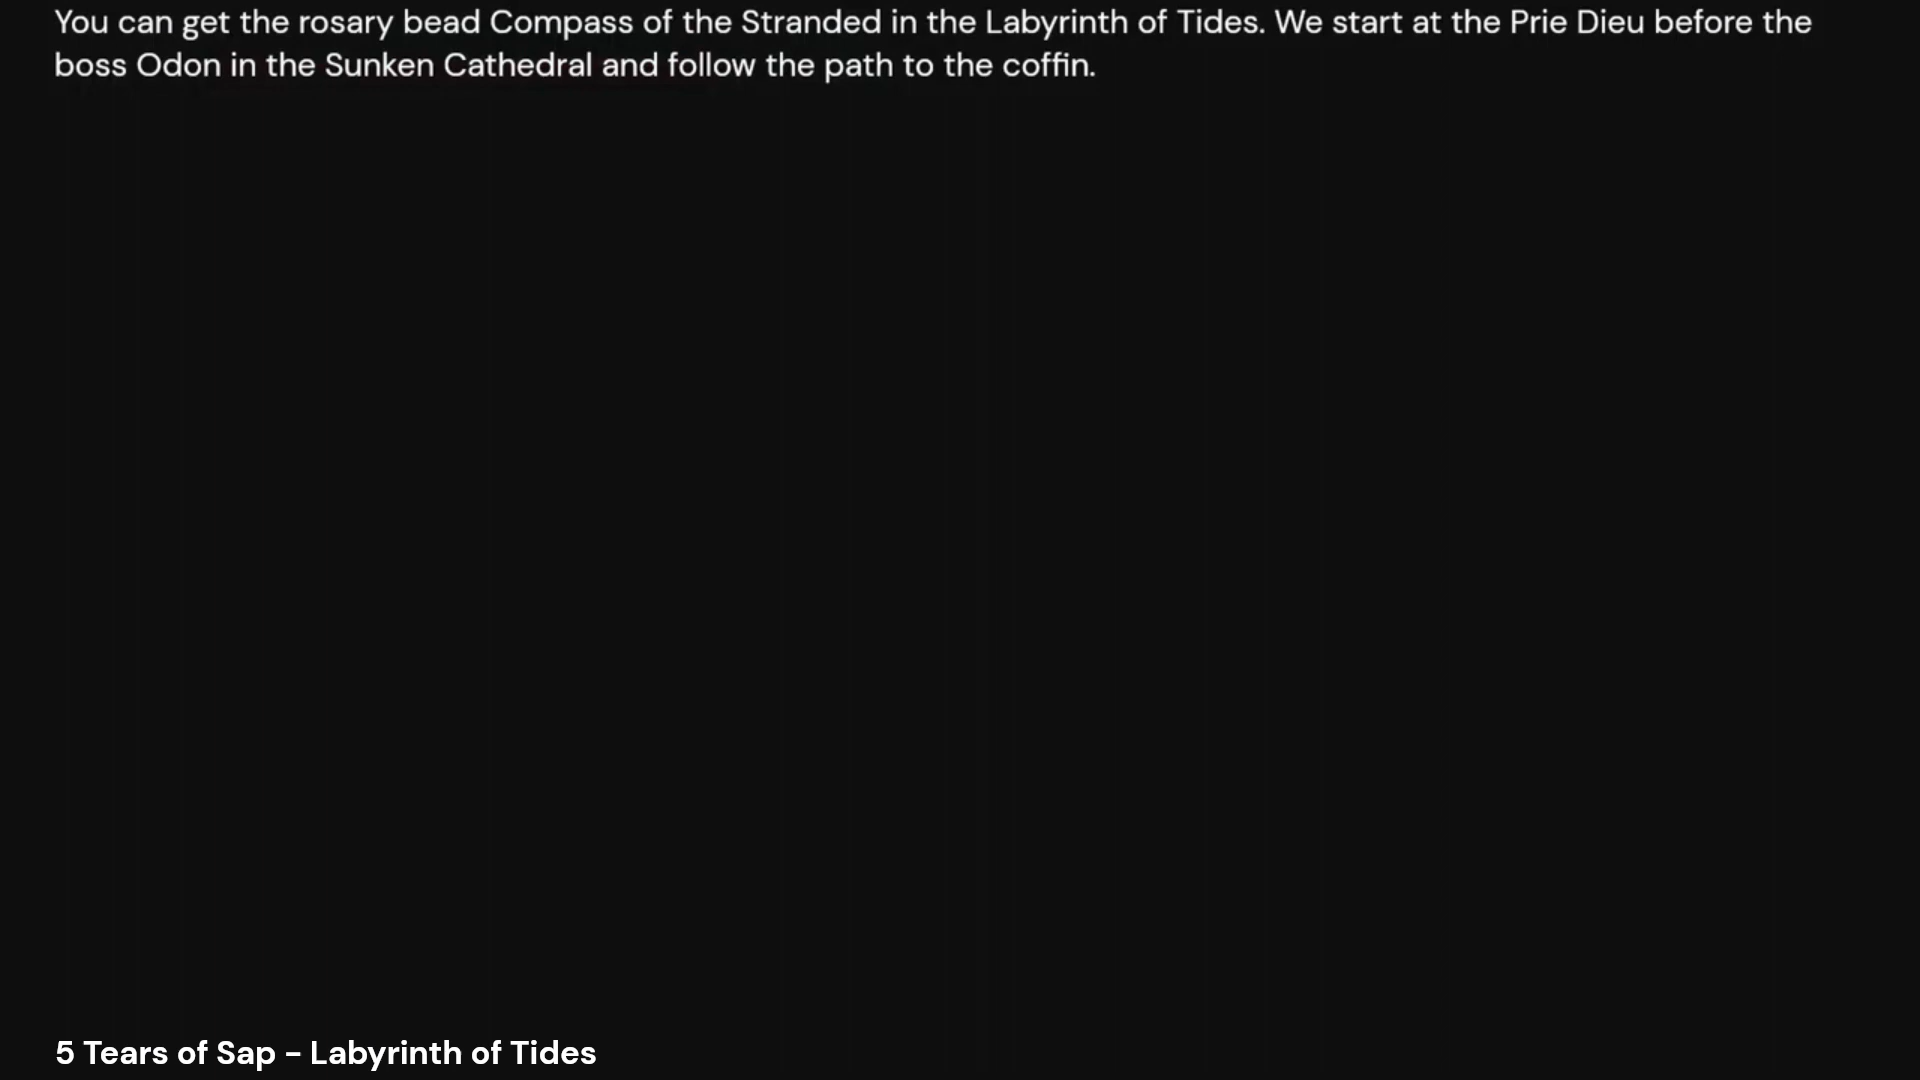 You can get the rosary bead Compass of the Stranded in the Labyrinth of Tides. We start at the Prie Dieu before the
boss Odon in the Sunken Cathedral and follow the path to the coffin.
5 Tears of Sap – Labyrinth of Tides